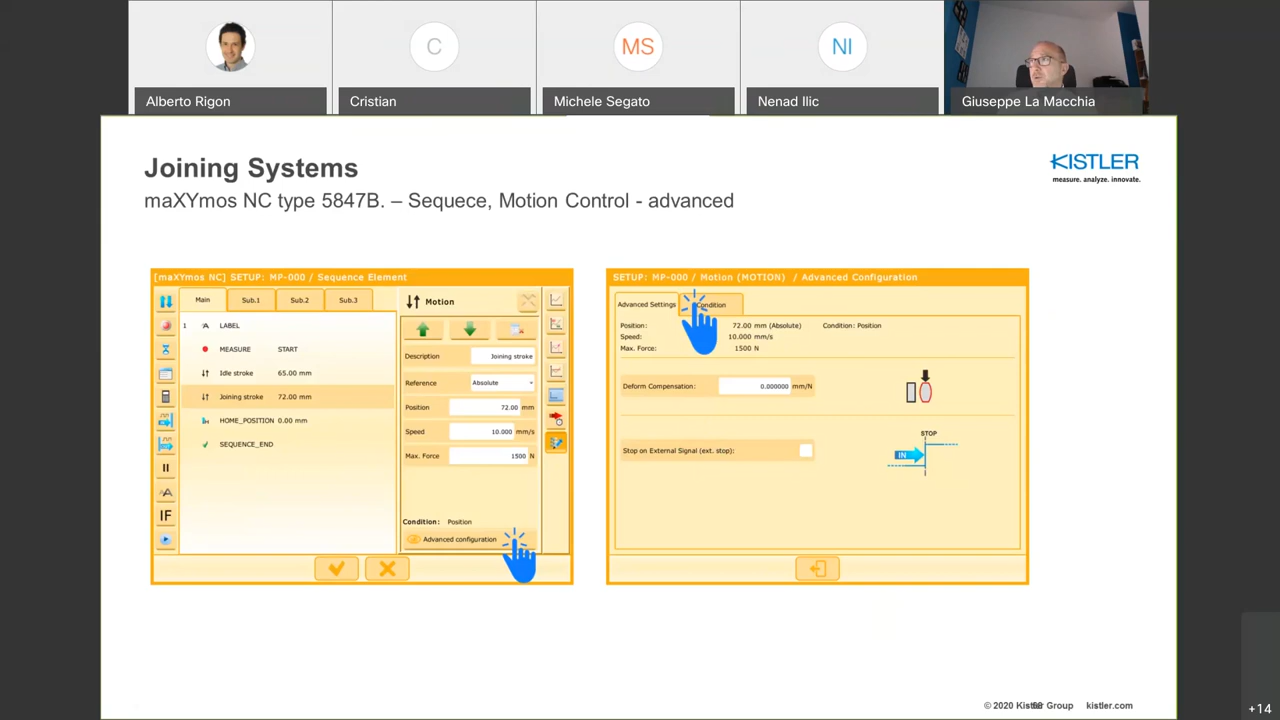 C
MS
NI
Alberto Rigon
Cristian
Michele Segato
Nenad Ilic
Giuseppe La Macchia
Joining Systems
KISTLER
measure. analyze. innovate.
maXYmos NC type 5847B. – Sequece, Motion Control - advanced
[maXYmos NC] SETUP: MP-000 / Sequence Element
Main Sub.1 Sub.2 Sub.3
Motion
1 A LABEL
MEASURE START
Idle stroke 65.00 mm
Joining stroke 72.00 mm
HOME_POSITION 0.00 mm
SEQUENCE_END
IF
Description Joining stroke
Reference Absolute
Position 72.00 mm
Speed 10.000 mm/s
Max. Force 1500 N
Condition: Position
Advanced configuration
SETUP: MP-000 / Motion (MOTION) / Advanced Configuration
Advanced Settings Condition
Position: 72.00 mm (Absolute) Condition: Position
Speed: 10.000 mm/s
Max. Force: 1500 N
Deform Compensation: 0.000000 mm/N
STOP
Stop on External Signal (ext. stop):
IN
© 2020 Kistler Group kistler.com
+14